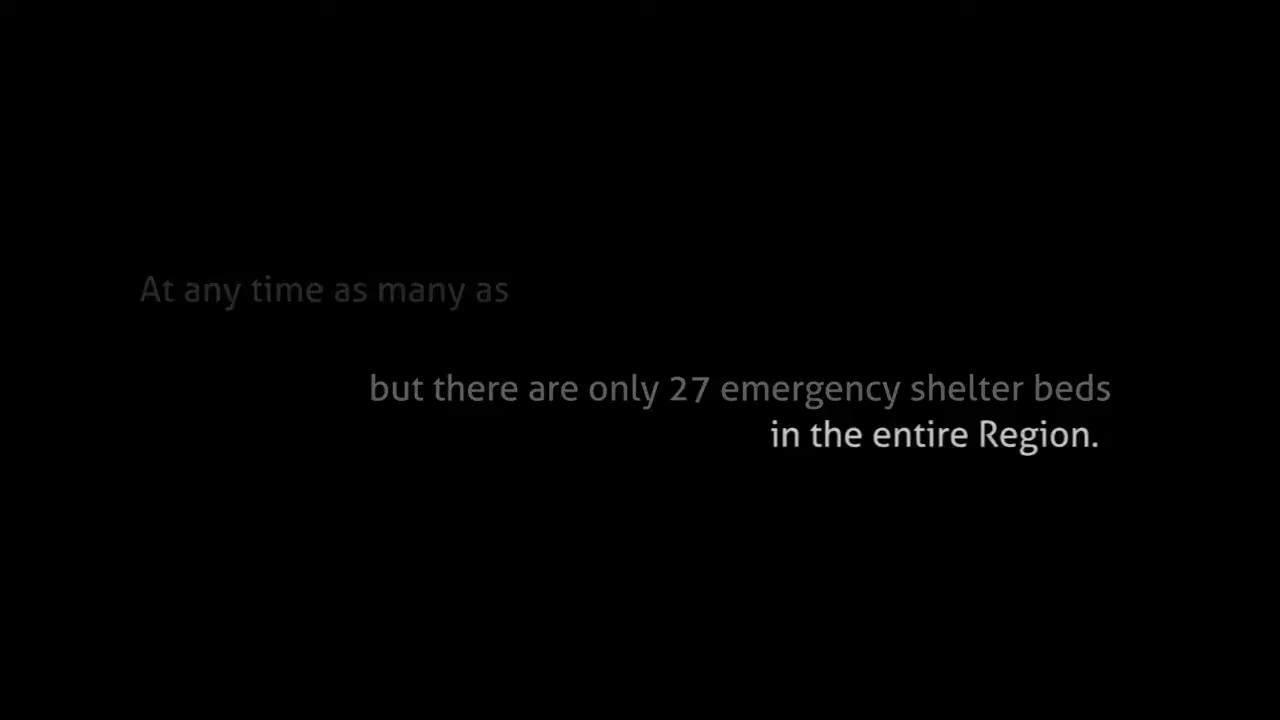 At any time as many as
but there are only 27 emergency shelter beds
in the entire Region.